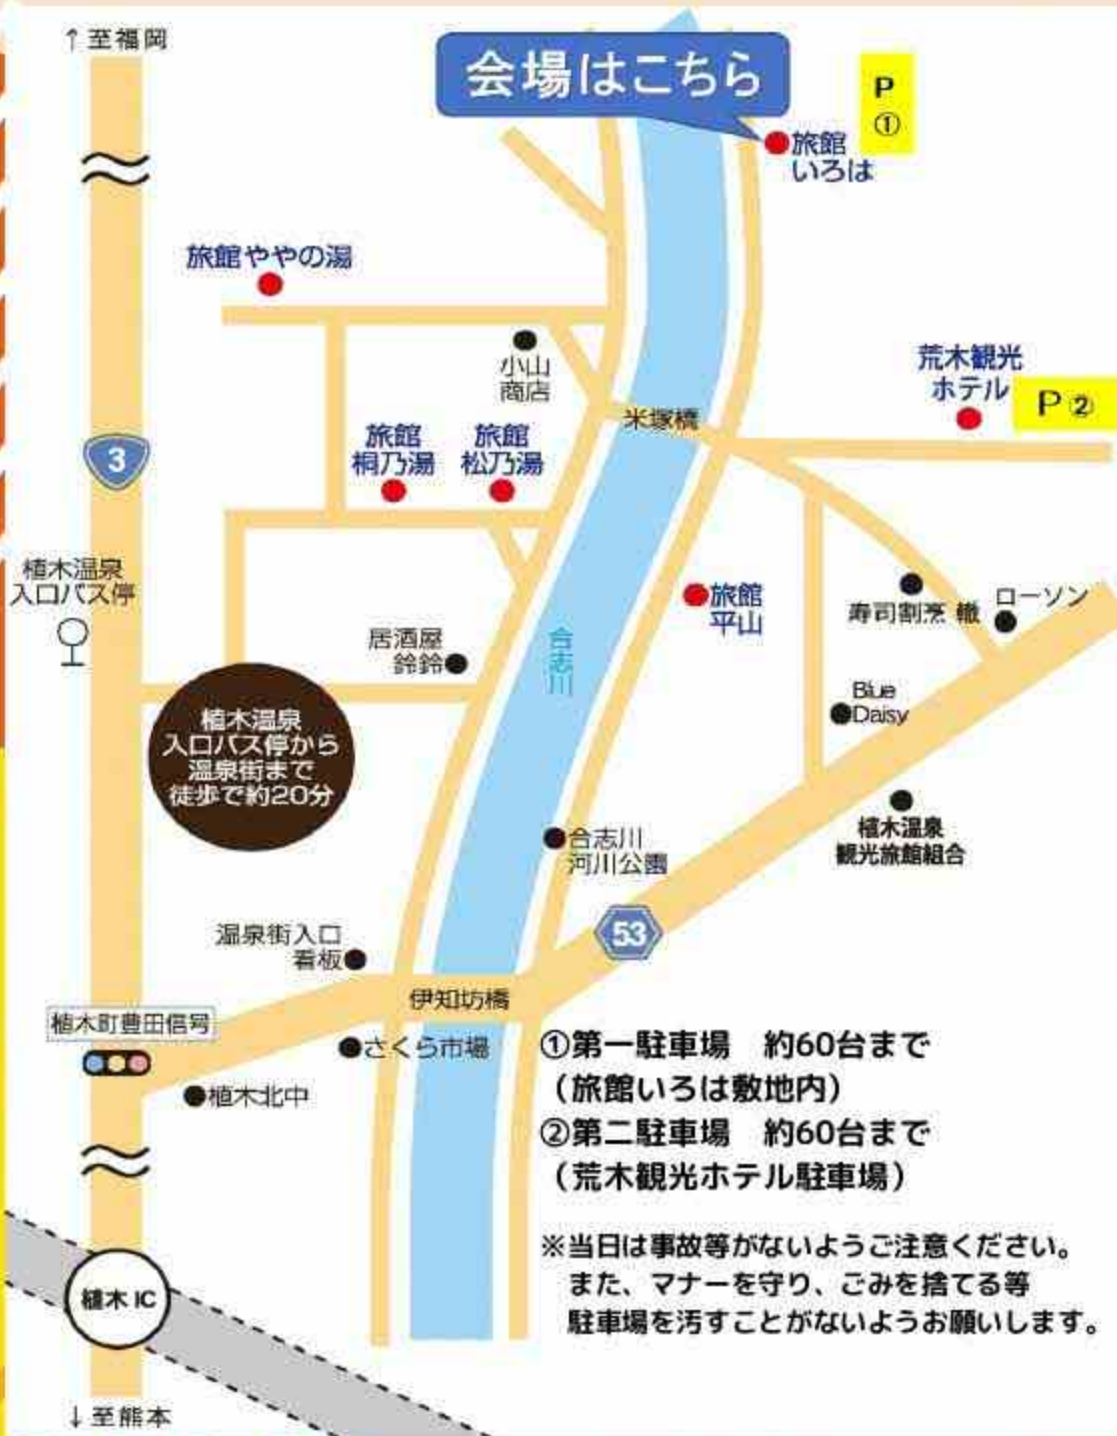 ↑至福岡
会場はこちら
P
①
旅館
いろは
旅館ややの湯
小山
商店
荒木観光
ホテル
P②
米塚橋
旅館
桐乃湯
旅館
松乃湯
3
植木温泉
入口バス停
旅館
平山
寿司割烹 轍
ローソン
居酒屋
鈴鈴
合志川
Blue
Daisy
植木温泉
入口バス停から
温泉街まで
徒歩で約20分
植木温泉
観光旅館組合
合志川
河川公園
53
温泉街入口
看板
伊知坊橋
植木町豊田信号
さくら市場
植木北中
①第一駐車場 約60台まで
(旅館いろは敷地内)
②第二駐車場 約60台まで
(荒木観光ホテル駐車場)
※当日は事故等がないようご注意ください。
また、マナーを守り、ごみを捨てる等
駐車場を汚すことがないようお願いします。
植木 IC
↓至熊本